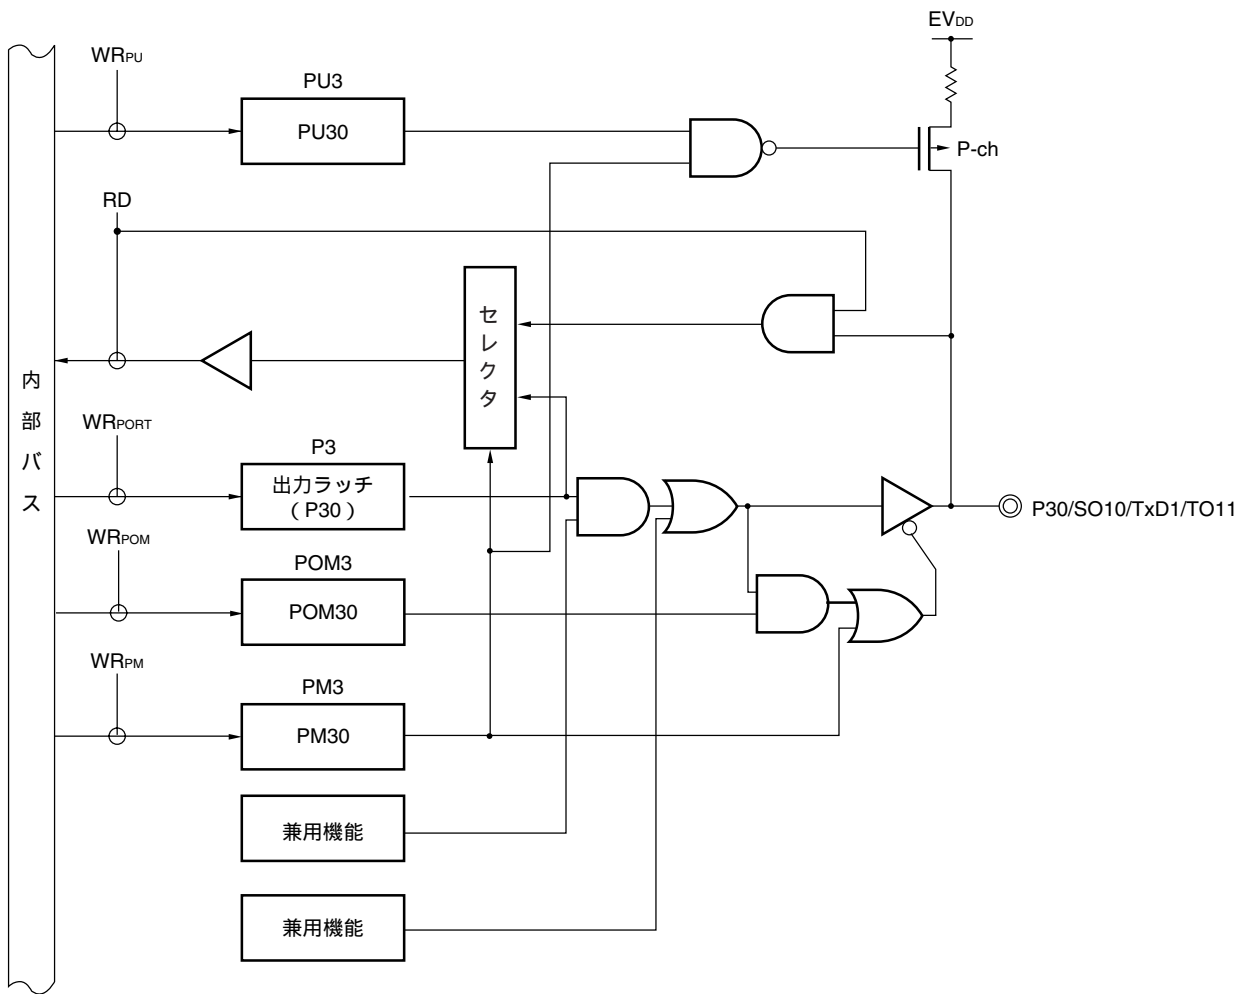 EVDD
WRPU
PU3
PU30
P-ch
RD
セレクタ
内部バス
WRPORT
P3
出力ラッチ
（P30）
P30/SO10/TxD1/TO11
WRPOM
POM3
POM30
WRPM
PM3
PM30
兼用機能
兼用機能